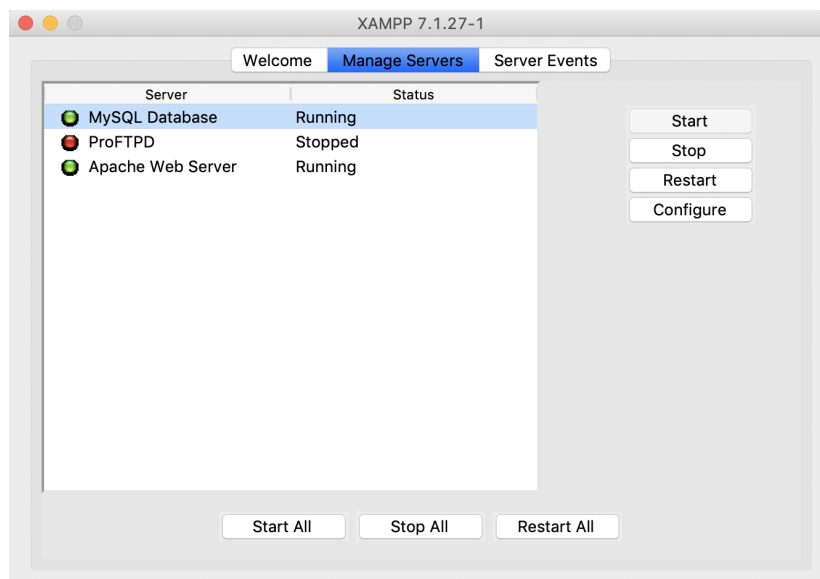 XAMPP 7.1.27-1
Welcome Manage Servers Server Events
Server Status
MySQL Database Running
ProFTPD Stopped
Apache Web Server Running
Start
Stop
Restart
Configure
Start All Stop All Restart All